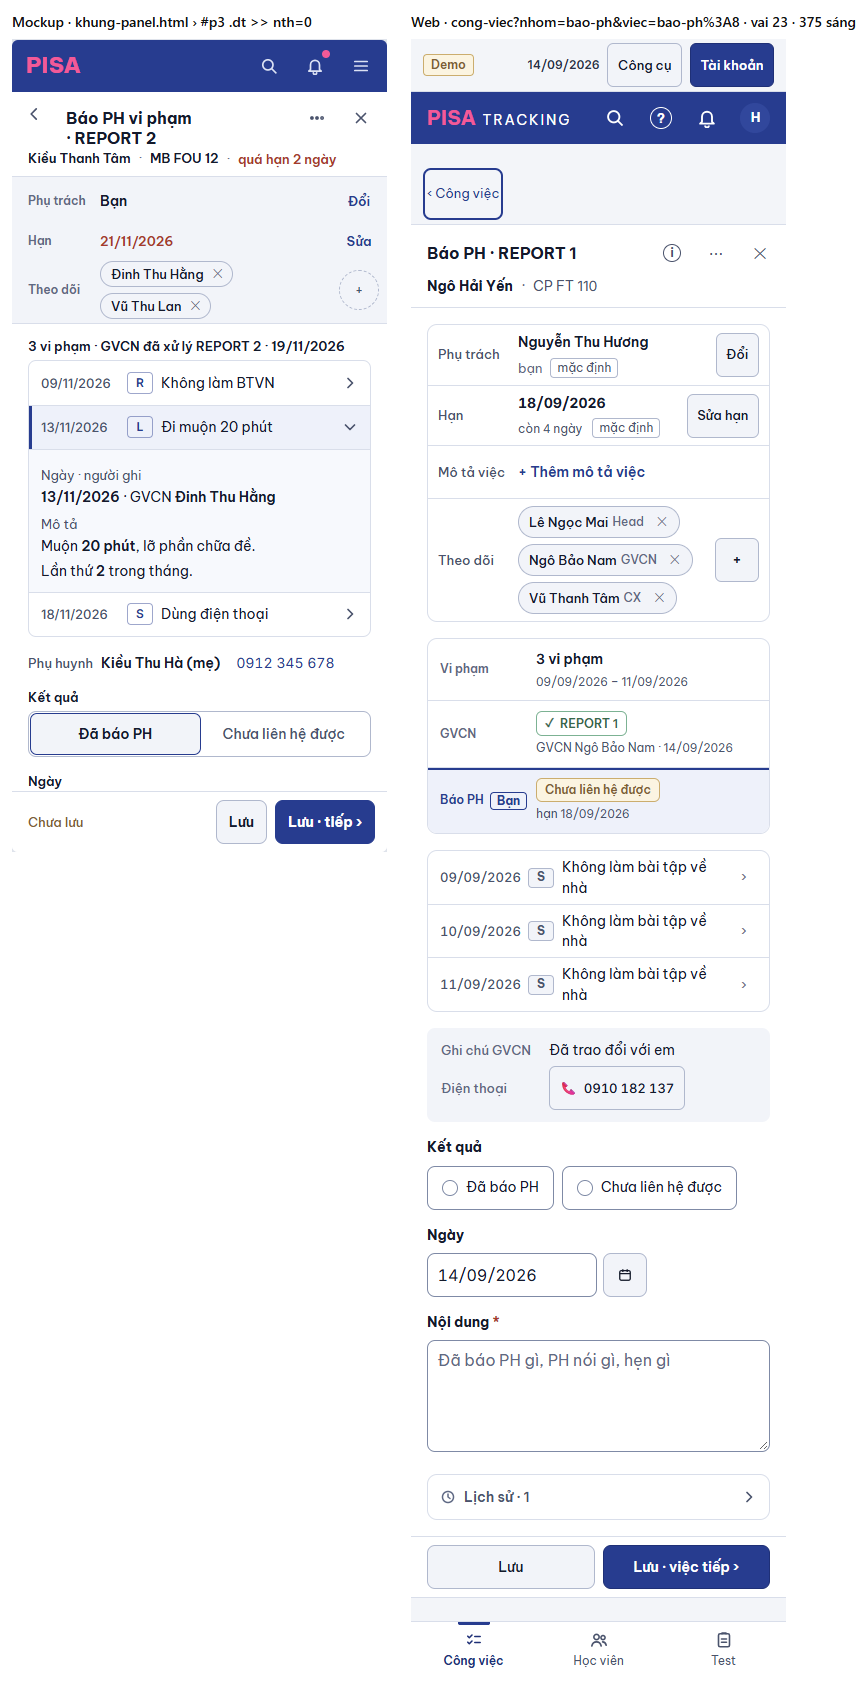 Mockup · khung-panel.html › #p3 .dt >> nth=0
PISA
Báo PH vi phạm
· REPORT 2
Kiều Thanh Tâm · MB FOU 12 · quá hạn 2 ngày
Phụ trách Bạn Đổi
Hạn 21/11/2026 Sửa
Theo dõi Đinh Thu Hằng ×
Vũ Thu Lan ×
+
3 vi phạm · GVCN đã xử lý REPORT 2 · 19/11/2026
09/11/2026 R Không làm BTVN
13/11/2026 L Đi muộn 20 phút
Ngày · người ghi
13/11/2026 · GVCN Đinh Thu Hằng
Mô tả
Muộn 20 phút, lỡ phần chữa đề.
Lần thứ 2 trong tháng.
18/11/2026 S Dùng điện thoại
Phụ huynh Kiều Thu Hà (mẹ) 0912 345 678
Kết quả
Đã báo PH Chưa liên hệ được
Ngày
Chưa lưu Lưu Lưu · tiếp ›
Web · cong-viec?nhom=bao-ph&viec=bao-ph%3A8 · vai 23 · 375 sáng
Demo 14/09/2026 Công cụ Tài khoản
PISA TRACKING ? H
‹ Công việc
Báo PH · REPORT 1
Ngô Hải Yến · CP FT 110
Phụ trách Nguyễn Thu Hương Đổi
bạn mặc định
Hạn 18/09/2026 Sửa hạn
còn 4 ngày mặc định
Mô tả việc + Thêm mô tả việc
Lê Ngọc Mai Head ×
Theo dõi Ngô Bảo Nam GVCN × +
Vũ Thanh Tâm CX ×
Vi phạm 3 vi phạm
09/09/2026 – 11/09/2026
GVCN ✓ REPORT 1
GVCN Ngô Bảo Nam · 14/09/2026
Báo PH Bạn Chưa liên hệ được
hạn 18/09/2026
09/09/2026 S Không làm bài tập về
nhà
10/09/2026 S Không làm bài tập về
nhà
11/09/2026 S Không làm bài tập về
nhà
Ghi chú GVCN Đã trao đổi với em
Điện thoại 0910 182 137
Kết quả
Đã báo PH Chưa liên hệ được
Ngày
14/09/2026
Nội dung *
Đã báo PH gì, PH nói gì, hẹn gì
Lịch sử · 1
Lưu Lưu · việc tiếp ›
Công việc Học viên Test